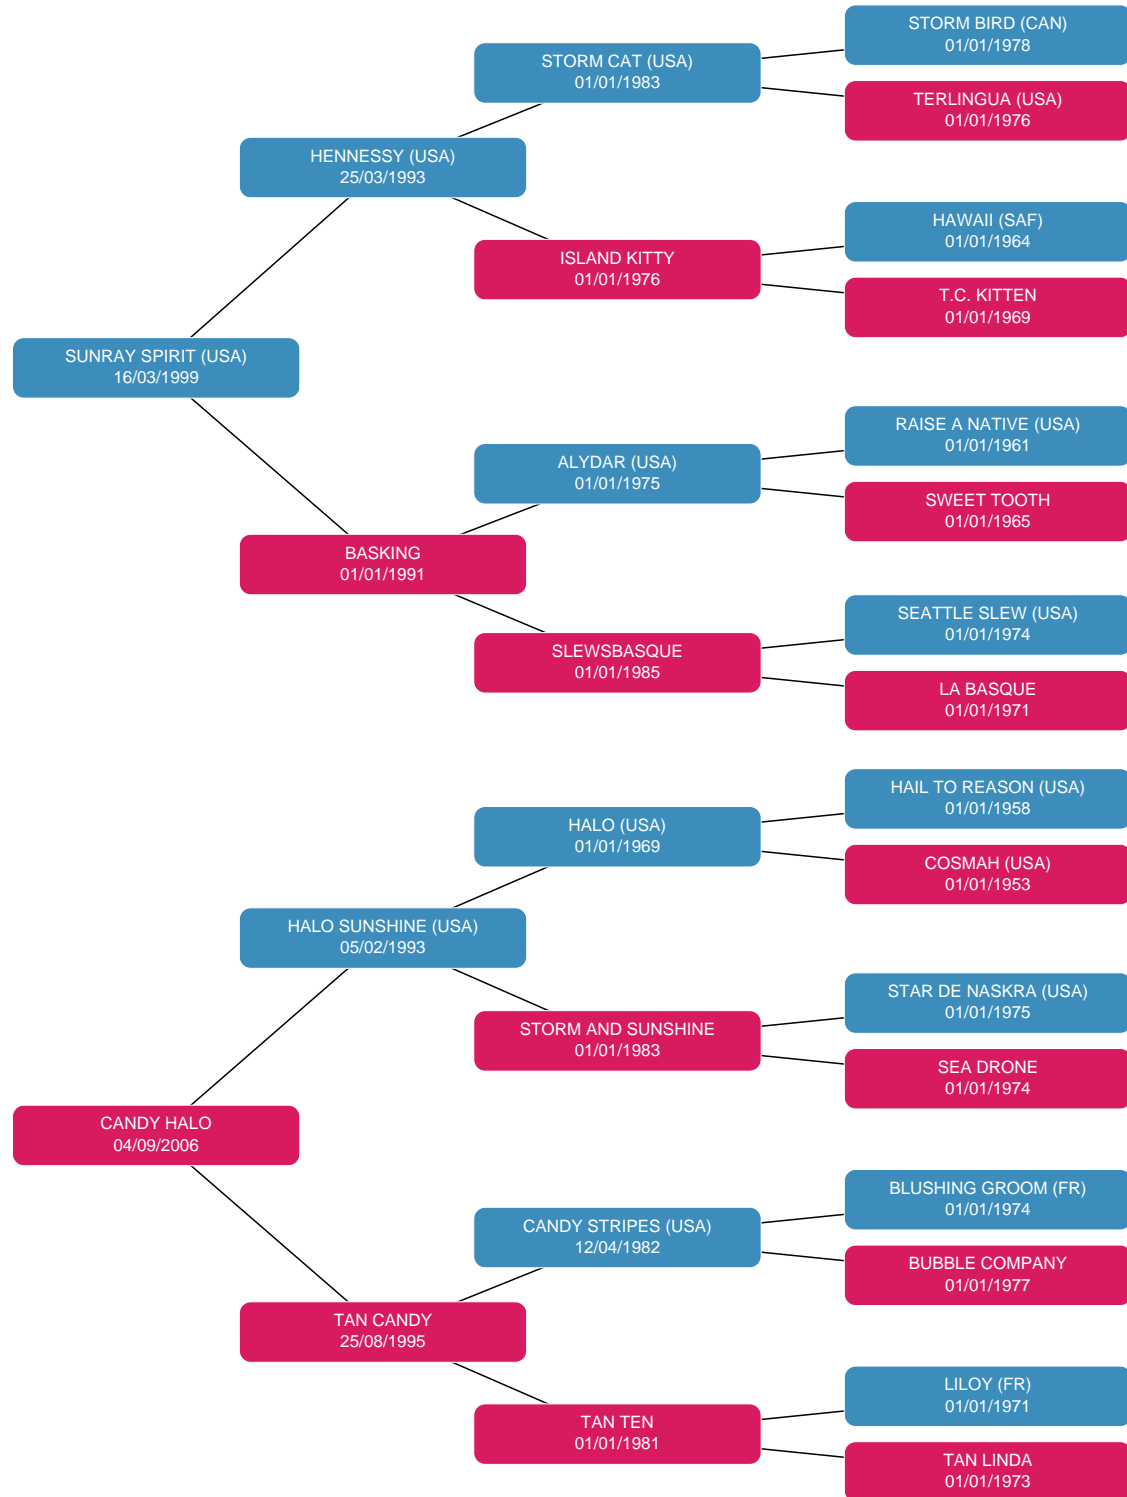 STORM BIRD (CAN)
01/01/1978
STORM CAT (USA)
01/01/1983
TERLINGUA (USA)
01/01/1976
HENNESSY (USA)
25/03/1993
HAWAII (SAF)
01/01/1964
ISLAND KITTY
01/01/1976
T.C. KITTEN
01/01/1969
SUNRAY SPIRIT (USA)
16/03/1999
RAISE A NATIVE (USA)
01/01/1961
ALYDAR (USA)
01/01/1975
SWEET TOOTH
01/01/1965
BASKING
01/01/1991
SEATTLE SLEW (USA)
01/01/1974
SLEWSBASQUE
01/01/1985
LA BASQUE
01/01/1971
HAIL TO REASON (USA)
01/01/1958
HALO (USA)
01/01/1969
COSMAH (USA)
01/01/1953
HALO SUNSHINE (USA)
05/02/1993
STAR DE NASKRA (USA)
01/01/1975
STORM AND SUNSHINE
01/01/1983
SEA DRONE
01/01/1974
CANDY HALO
04/09/2006
BLUSHING GROOM (FR)
01/01/1974
CANDY STRIPES (USA)
12/04/1982
BUBBLE COMPANY
01/01/1977
TAN CANDY
25/08/1995
LILOY (FR)
01/01/1971
TAN TEN
01/01/1981
TAN LINDA
01/01/1973